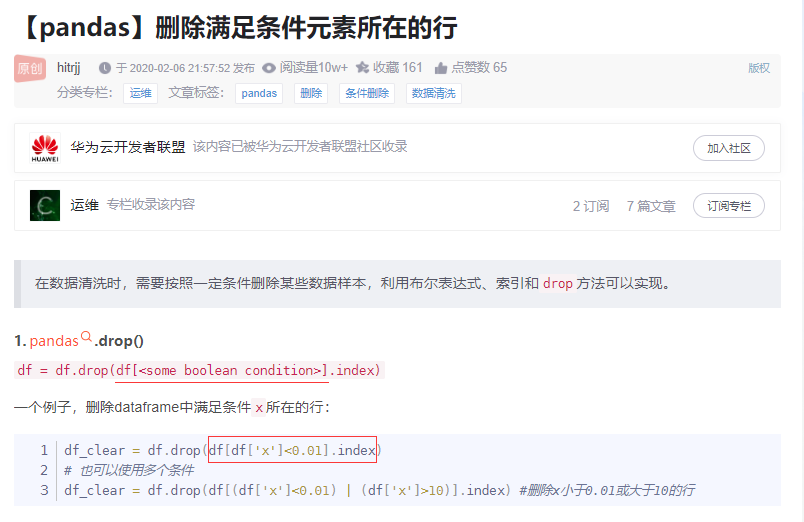 【pandas】删除满足条件元素所在的行
原创 hitrjj 于 2020-02-06 21:57:52 发布 阅读量10w+ 收藏 161 点赞数 65 版权
分类专栏： 运维 文章标签： pandas 删除 条件删除 数据清洗
HUAWEI 华为云开发者联盟 该内容已被华为云开发者联盟社区收录 加入社区
运维 专栏收录该内容 2 订阅 7 篇文章 订阅专栏
在数据清洗时，需要按照一定条件删除某些数据样本，利用布尔表达式、索引和 drop 方法可以实现。
1. pandas.drop()
df = df.drop(df[<some boolean condition>].index)
一个例子，删除dataframe中满足条件 x 所在的行：
1 df_clear = df.drop(df[df['x']<0.01].index)
2 # 也可以使用多个条件
3 df_clear = df.drop(df[(df['x']<0.01) | (df['x']>10)].index) #删除x小于0.01或大于10的行